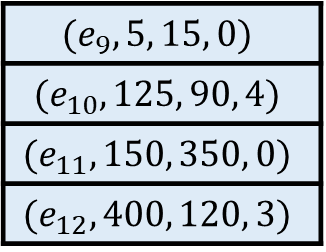 (e₉, 5, 15, 0)
(e₁₀, 125, 90, 4)
(e₁₁, 150, 350, 0)
(e₁₂, 400, 120, 3)